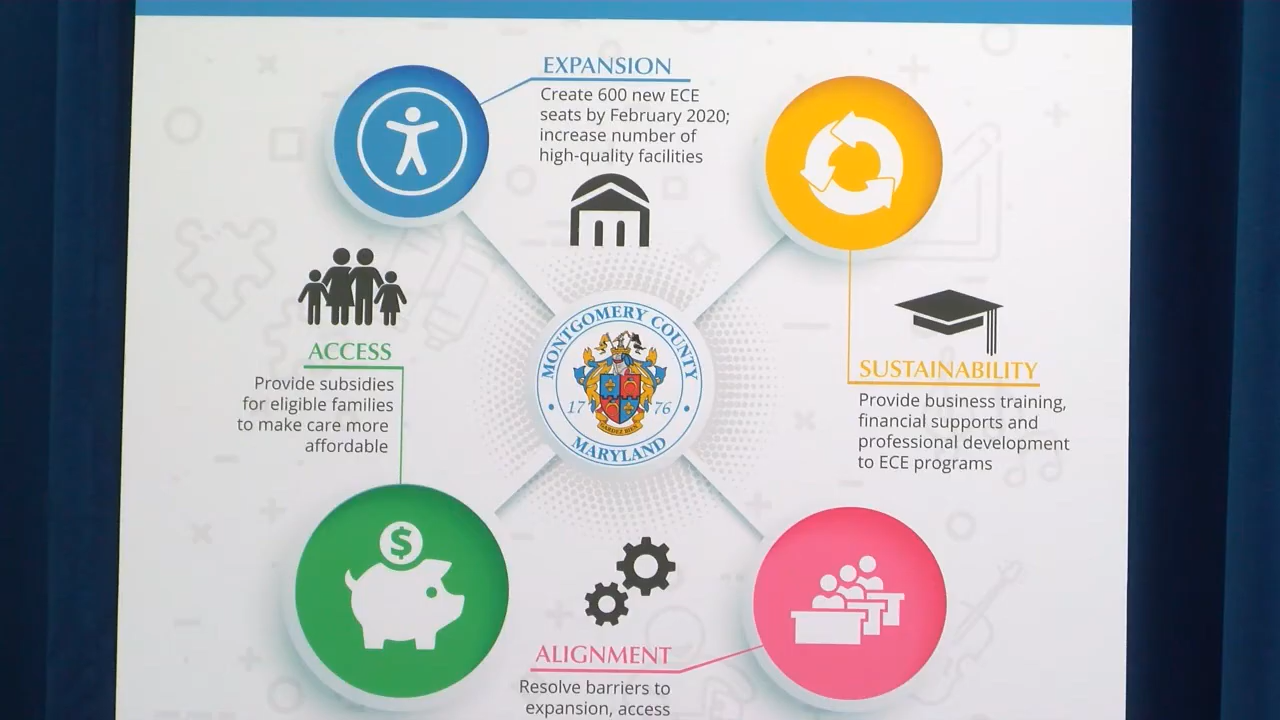 EXPANSION
Create 600 new ECE
seats by February 2020;
increase number of
high-quality facilities
ACCESS
Provide subsidies
for eligible families
to make care more
affordable
MONTGOMERY COUNTY
17 76
GARDEZ BIEN
MARYLAND
SUSTAINABILITY
Provide business training,
financial supports and
professional development
to ECE programs
$
ALIGNMENT
Resolve barriers to
expansion, access